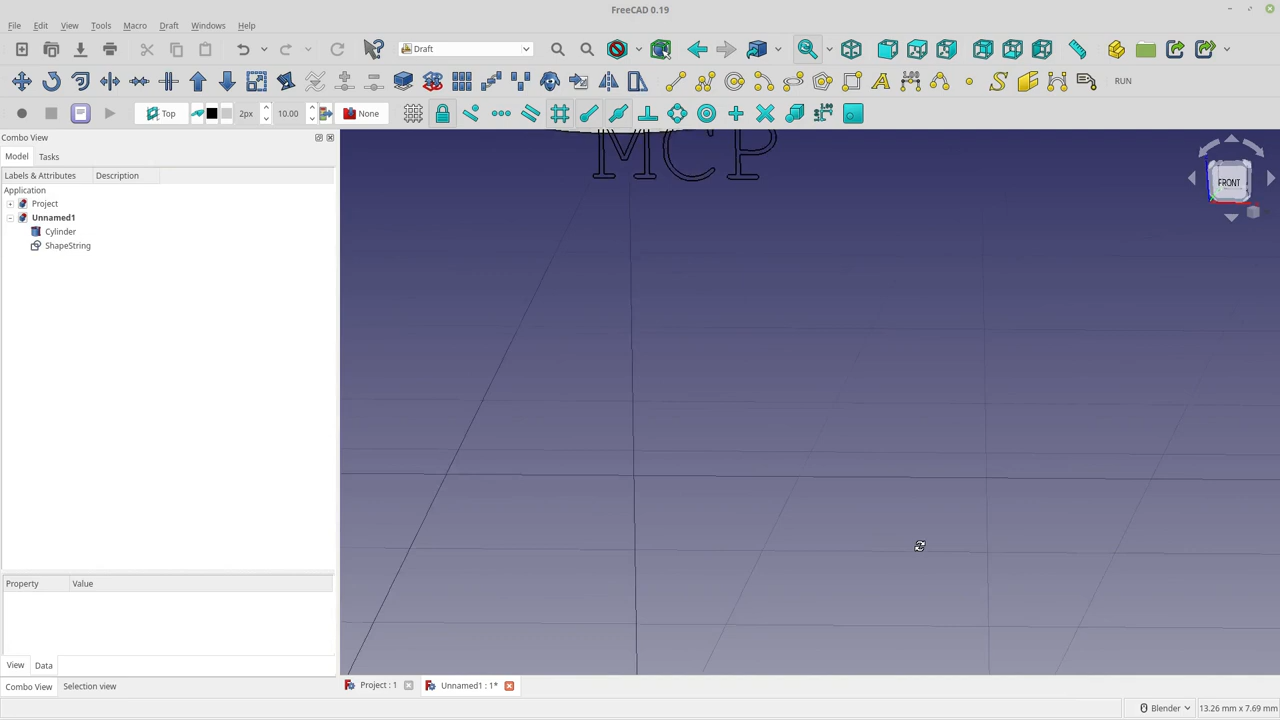 FreeCAD 0.19
File Edit View Tools Macro Draft Windows Help
Draft
Top 2px 10.00 None
RUN
Combo View
Model Tasks
Labels & Attributes Description
Application
Project
Unnamed1
Cylinder
ShapeString
MCP
FRONT
Property Value
View Data
Combo View Selection view
Project : 1 Unnamed1 : 1*
Blender 13.26 mm x 7.69 mm